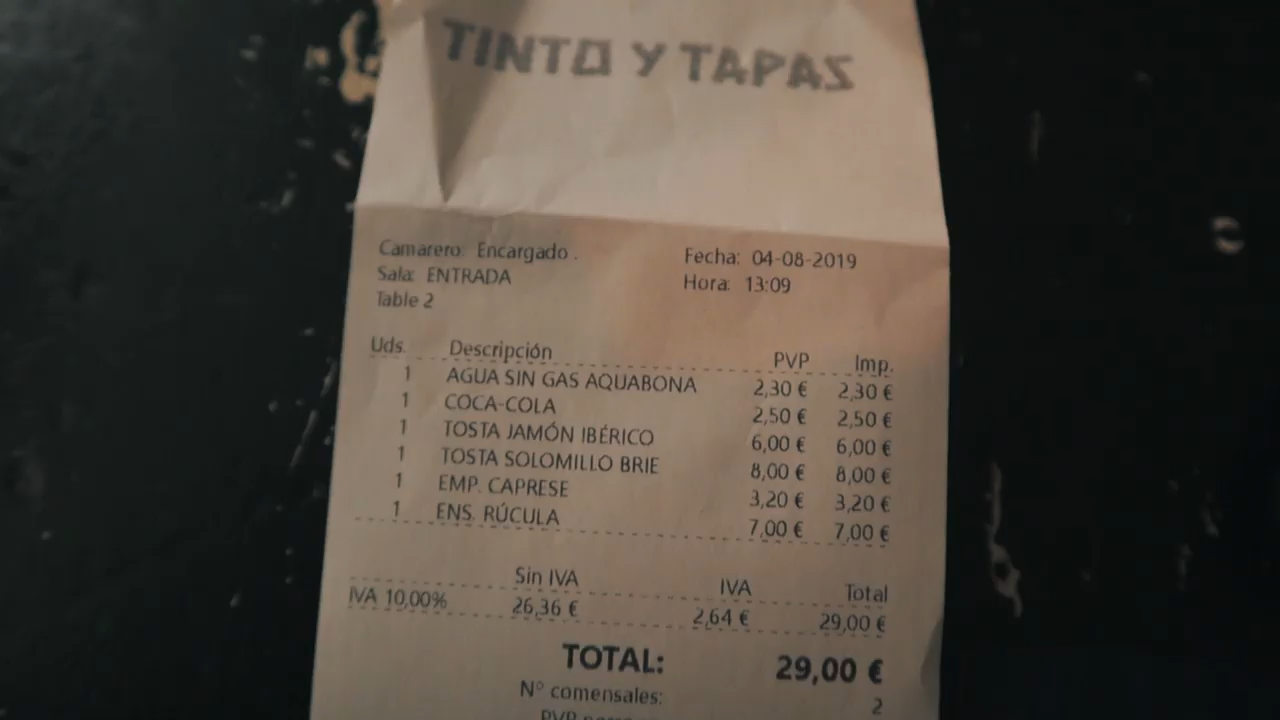 TINTO Y TAPAS
Camarero: Encargado .
Fecha: 04-08-2019
Sala: ENTRADA
Hora: 13:09
Table 2
Uds. Descripción PVP Imp.
1 AGUA SIN GAS AQUABONA 2,30 € 2,30 €
1 COCA-COLA 2,50 € 2,50 €
1 TOSTA JAMÓN IBÉRICO 6,00 € 6,00 €
1 TOSTA SOLOMILLO BRIE 8,00 € 8,00 €
1 EMP. CAPRESE 3,20 € 3,20 €
1 ENS. RÚCULA 7,00 € 7,00 €
Sin IVA IVA Total
IVA 10,00% 26,36 € 2,64 € 29,00 €
TOTAL: 29,00 €
N° comensales: 2
PVP